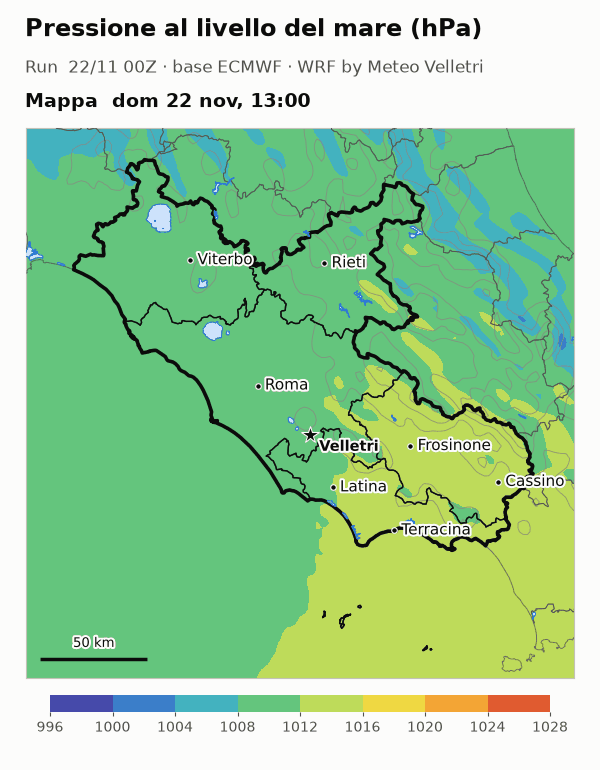 Pressione al livello del mare (hPa)
Run  22/11 00Z · base ECMWF · WRF by Meteo Velletri
Mappa  dom 22 nov, 13:00
Viterbo
Rieti
Roma
Velletri
Frosinone
Latina
Cassino
Terracina
50 km
996 1000 1004 1008 1012 1016 1020 1024 1028